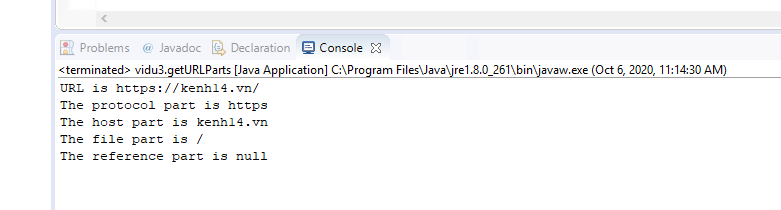 Problems @ Javadoc Declaration Console
<terminated> vidu3.getURLParts [Java Application] C:\Program Files\Java\jre1.8.0_261\bin\javaw.exe (Oct 6, 2020, 11:14:30 AM)
URL is https://kenh14.vn/
The protocol part is https
The host part is kenh14.vn
The file part is /
The reference part is null